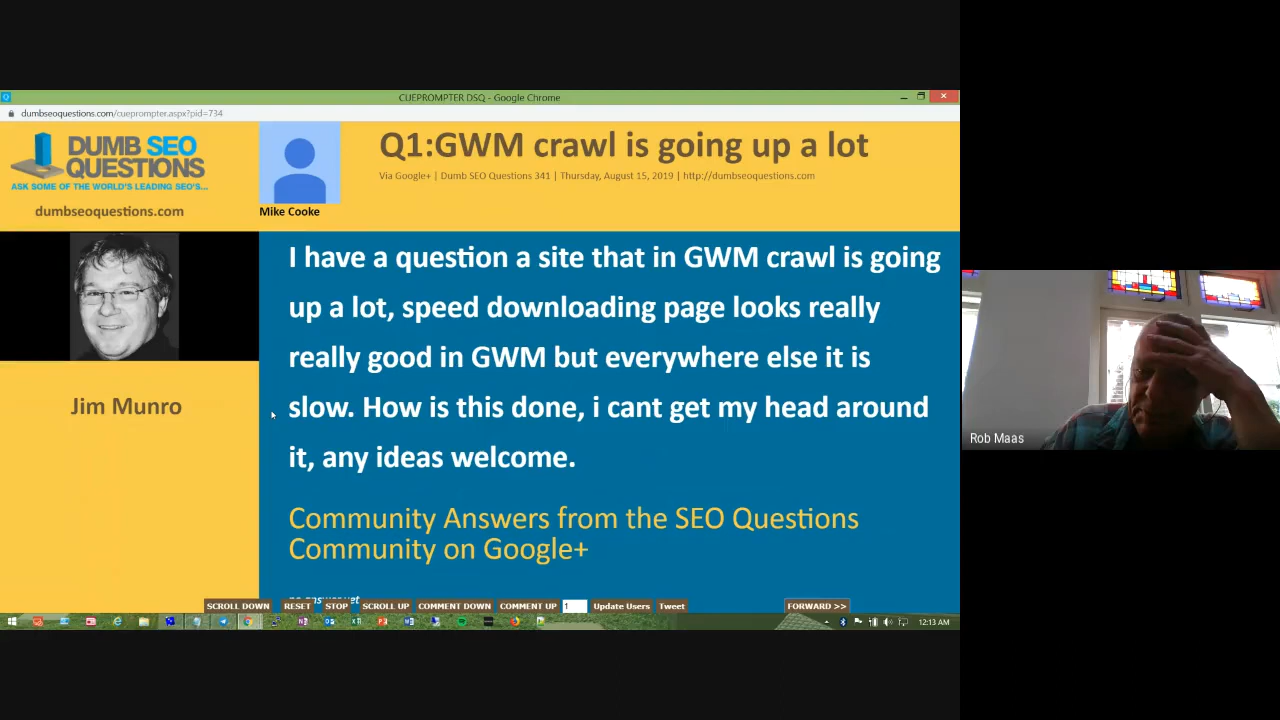 CUEPROMPTER DSQ - Google Chrome
dumbseoquestions.com/cueprompter.aspx?pid=734
DUMB SEO
QUESTIONS
ASK SOME OF THE WORLD'S LEADING SEO'S...
dumbseoquestions.com
Mike Cooke
Q1:GWM crawl is going up a lot
Via Google+ | Dumb SEO Questions 341 | Thursday, August 15, 2019 | http://dumbseoquestions.com
Jim Munro
I have a question a site that in GWM crawl is going
up a lot, speed downloading page looks really
really good in GWM but everywhere else it is
slow. How is this done, i cant get my head around
it, any ideas welcome.
Community Answers from the SEO Questions
Community on Google+
SCROLL DOWN RESET STOP SCROLL UP COMMENT DOWN COMMENT UP 1 Update Users Tweet FORWARD >>
12:13 AM
Rob Maas